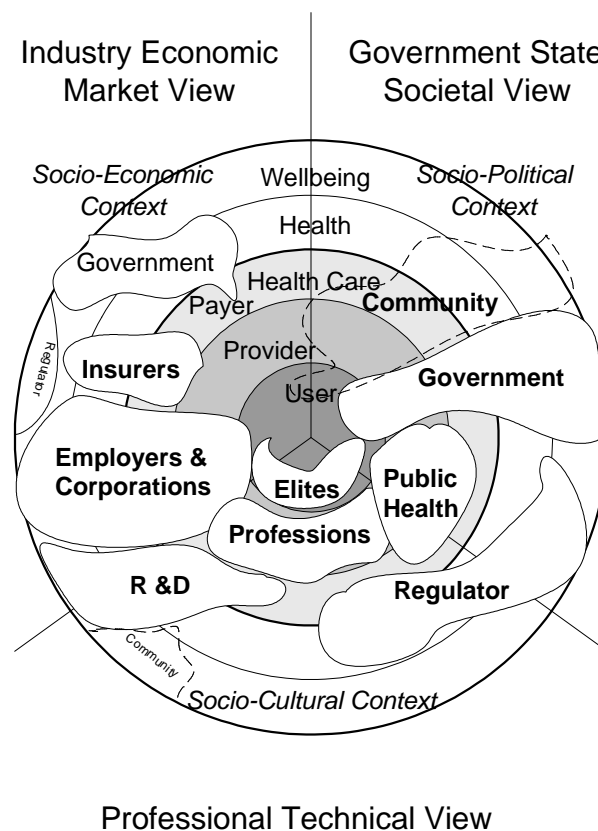 Industry Economic
Market View
Government State
Societal View
Socio-Economic
Context
Wellbeing
Socio-Political
Context
Health
Government
Health Care
Payer
Community
Regulator
Provider
Insurers
Government
User
Employers &
Corporations
Elites
Public
Health
Professions
R &D
Regulator
Community
Socio-Cultural Context
Professional Technical View